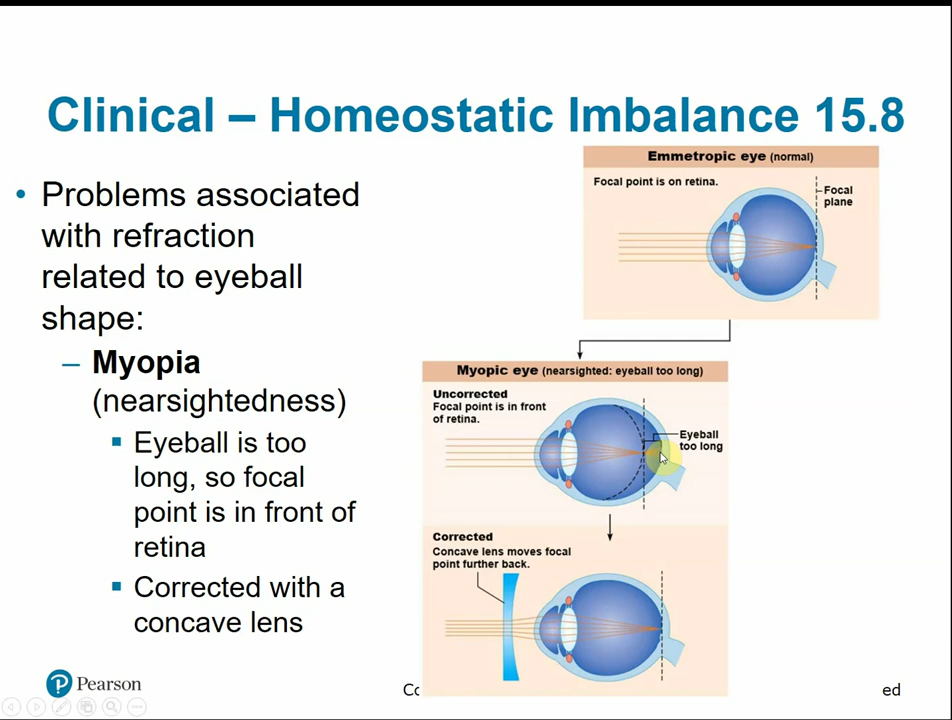 Clinical – Homeostatic Imbalance 15.8
• Problems associated
with refraction
related to eyeball
shape:
– Myopia
(nearsightedness)
▪ Eyeball is too
long, so focal
point is in front of
retina
▪ Corrected with a
concave lens
Emmetropic eye (normal)
Focal point is on retina.
Focal
plane
Myopic eye (nearsighted: eyeball too long)
Uncorrected
Focal point is in front
of retina.
Eyeball
too long
Corrected
Concave lens moves focal
point further back.
Pearson
ed